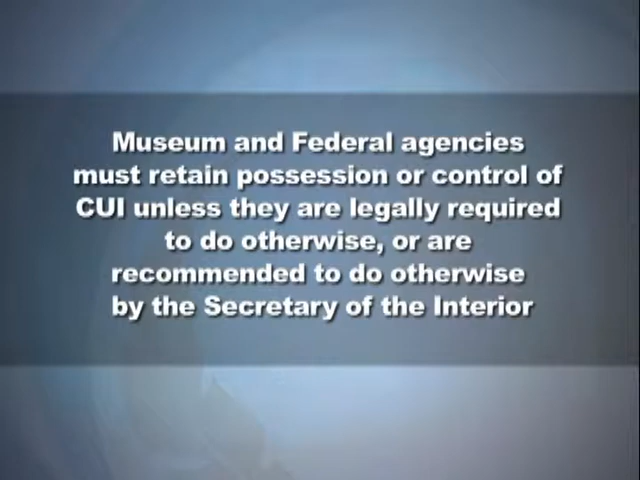 Museum and Federal agencies
must retain possession or control of
CUI unless they are legally required
to do otherwise, or are
recommended to do otherwise
by the Secretary of the Interior